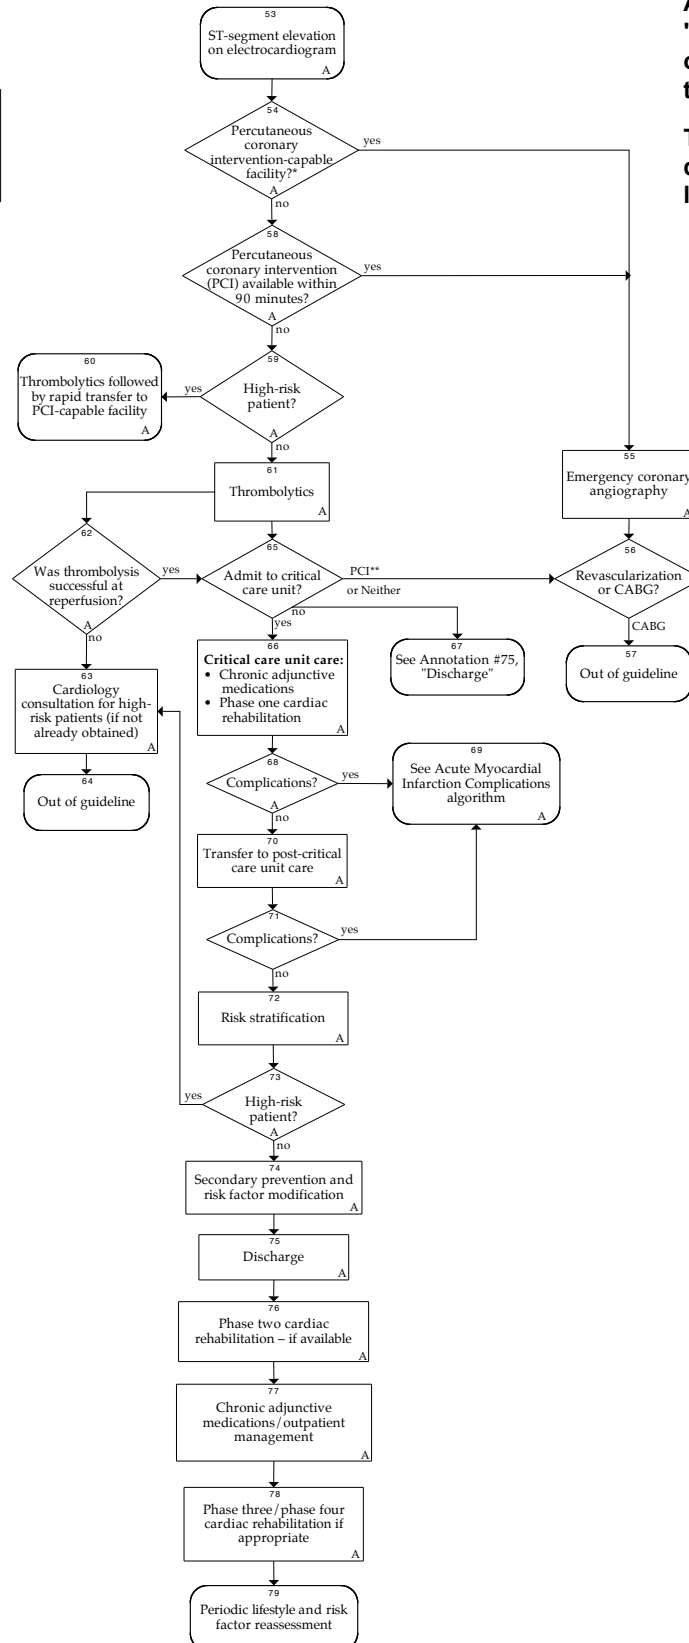 53
ST-segment elevation
on electrocardiogram
A
54
Percutaneous
coronary
intervention-capable
facility?*
A
yes
no
58
Percutaneous
coronary intervention
(PCI) available within
90 minutes?
A
yes
no
59
High-risk
patient?
A
yes
no
60
Thrombolytics followed
by rapid transfer to
PCI-capable facility
A
61
Thrombolytics
A
55
Emergency coronary
angiography
A
62
Was thrombolysis
successful at
reperfusion?
A
yes
no
65
Admit to critical
care unit?
PCI**
or Neither
no
yes
56
Revascularization
or CABG?
CABG
57
Out of guideline
63
Cardiology
consultation for high-
risk patients (if not
already obtained)
A
64
Out of guideline
66
Critical care unit care:
• Chronic adjunctive
medications
• Phase one cardiac
rehabilitation
A
67
See Annotation #75,
"Discharge"
68
Complications?
A
yes
no
69
See Acute Myocardial
Infarction Complications
algorithm
A
70
Transfer to post-critical
care unit care
A
71
Complications?
yes
no
72
Risk stratification
A
73
High-risk
patient?
A
yes
no
74
Secondary prevention and
risk factor modification
A
75
Discharge
A
76
Phase two cardiac
rehabilitation – if available
A
77
Chronic adjunctive
medications/outpatient
management
A
78
Phase three/phase four
cardiac rehabilitation if
appropriate
A
79
Periodic lifestyle and risk
factor reassessment